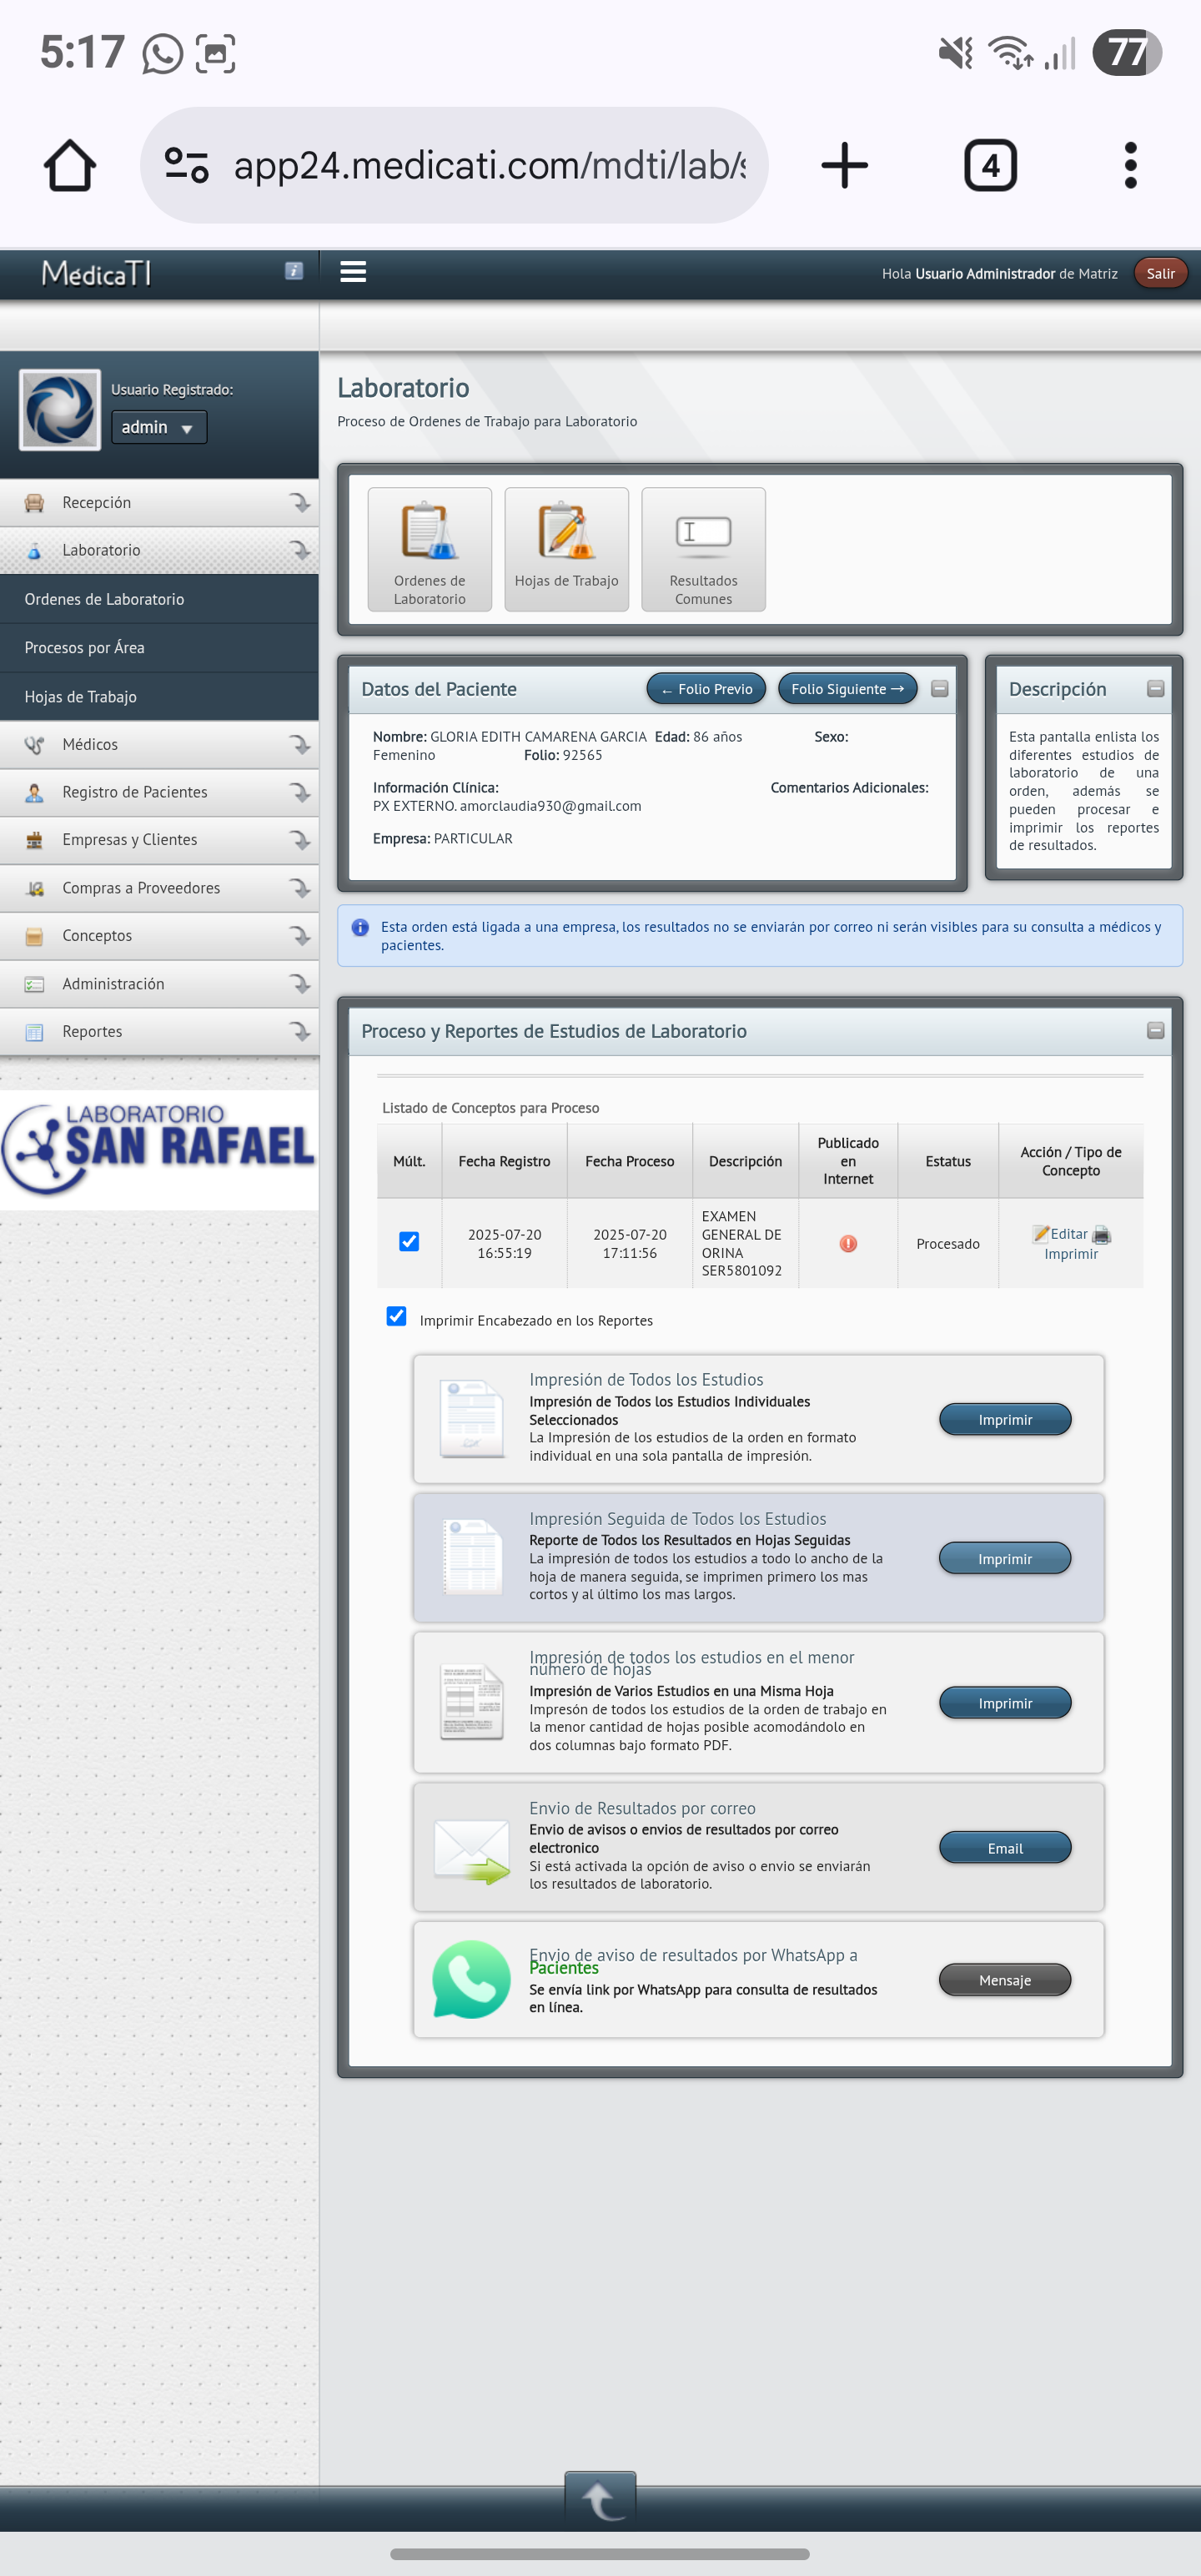 5:17
77
app24.medicati.com/mdti/lab/s
4
MédicaTI
Hola Usuario Administrador de Matriz
Salir
Usuario Registrado:
admin
Recepción
Laboratorio
Ordenes de Laboratorio
Procesos por Área
Hojas de Trabajo
Médicos
Registro de Pacientes
Empresas y Clientes
Compras a Proveedores
Conceptos
Administración
Reportes
LABORATORIO
SAN RAFAEL
Laboratorio
Proceso de Ordenes de Trabajo para Laboratorio
Ordenes de
Laboratorio
Hojas de Trabajo
Resultados
Comunes
Datos del Paciente
← Folio Previo
Folio Siguiente →
Nombre: GLORIA EDITH CAMARENA GARCIA Edad: 86 años Sexo:
Femenino Folio: 92565
Información Clínica: Comentarios Adicionales:
PX EXTERNO. amorclaudia930@gmail.com
Empresa: PARTICULAR
Descripción
Esta pantalla enlista los
diferentes estudios de
laboratorio de una
orden, además se
pueden procesar e
imprimir los reportes
de resultados.
Esta orden está ligada a una empresa, los resultados no se enviarán por correo ni serán visibles para su consulta a médicos y
pacientes.
Proceso y Reportes de Estudios de Laboratorio
Listado de Conceptos para Proceso
Múlt.
Fecha Registro
Fecha Proceso
Descripción
Publicado
en
Internet
Estatus
Acción / Tipo de
Concepto
2025-07-20
16:55:19
2025-07-20
17:11:56
EXAMEN
GENERAL DE
ORINA
SER5801092
Procesado
Editar
Imprimir
Imprimir Encabezado en los Reportes
Impresión de Todos los Estudios
Impresión de Todos los Estudios Individuales
Seleccionados
La Impresión de los estudios de la orden en formato
individual en una sola pantalla de impresión.
Imprimir
Impresión Seguida de Todos los Estudios
Reporte de Todos los Resultados en Hojas Seguidas
La impresión de todos los estudios a todo lo ancho de la
hoja de manera seguida, se imprimen primero los mas
cortos y al último los mas largos.
Imprimir
Impresión de todos los estudios en el menor
número de hojas
Impresión de Varios Estudios en una Misma Hoja
Impresón de todos los estudios de la orden de trabajo en
la menor cantidad de hojas posible acomodándolo en
dos columnas bajo formato PDF.
Imprimir
Envio de Resultados por correo
Envio de avisos o envios de resultados por correo
electronico
Si está activada la opción de aviso o envio se enviarán
los resultados de laboratorio.
Email
Envio de aviso de resultados por WhatsApp a
Pacientes
Se envía link por WhatsApp para consulta de resultados
en línea.
Mensaje